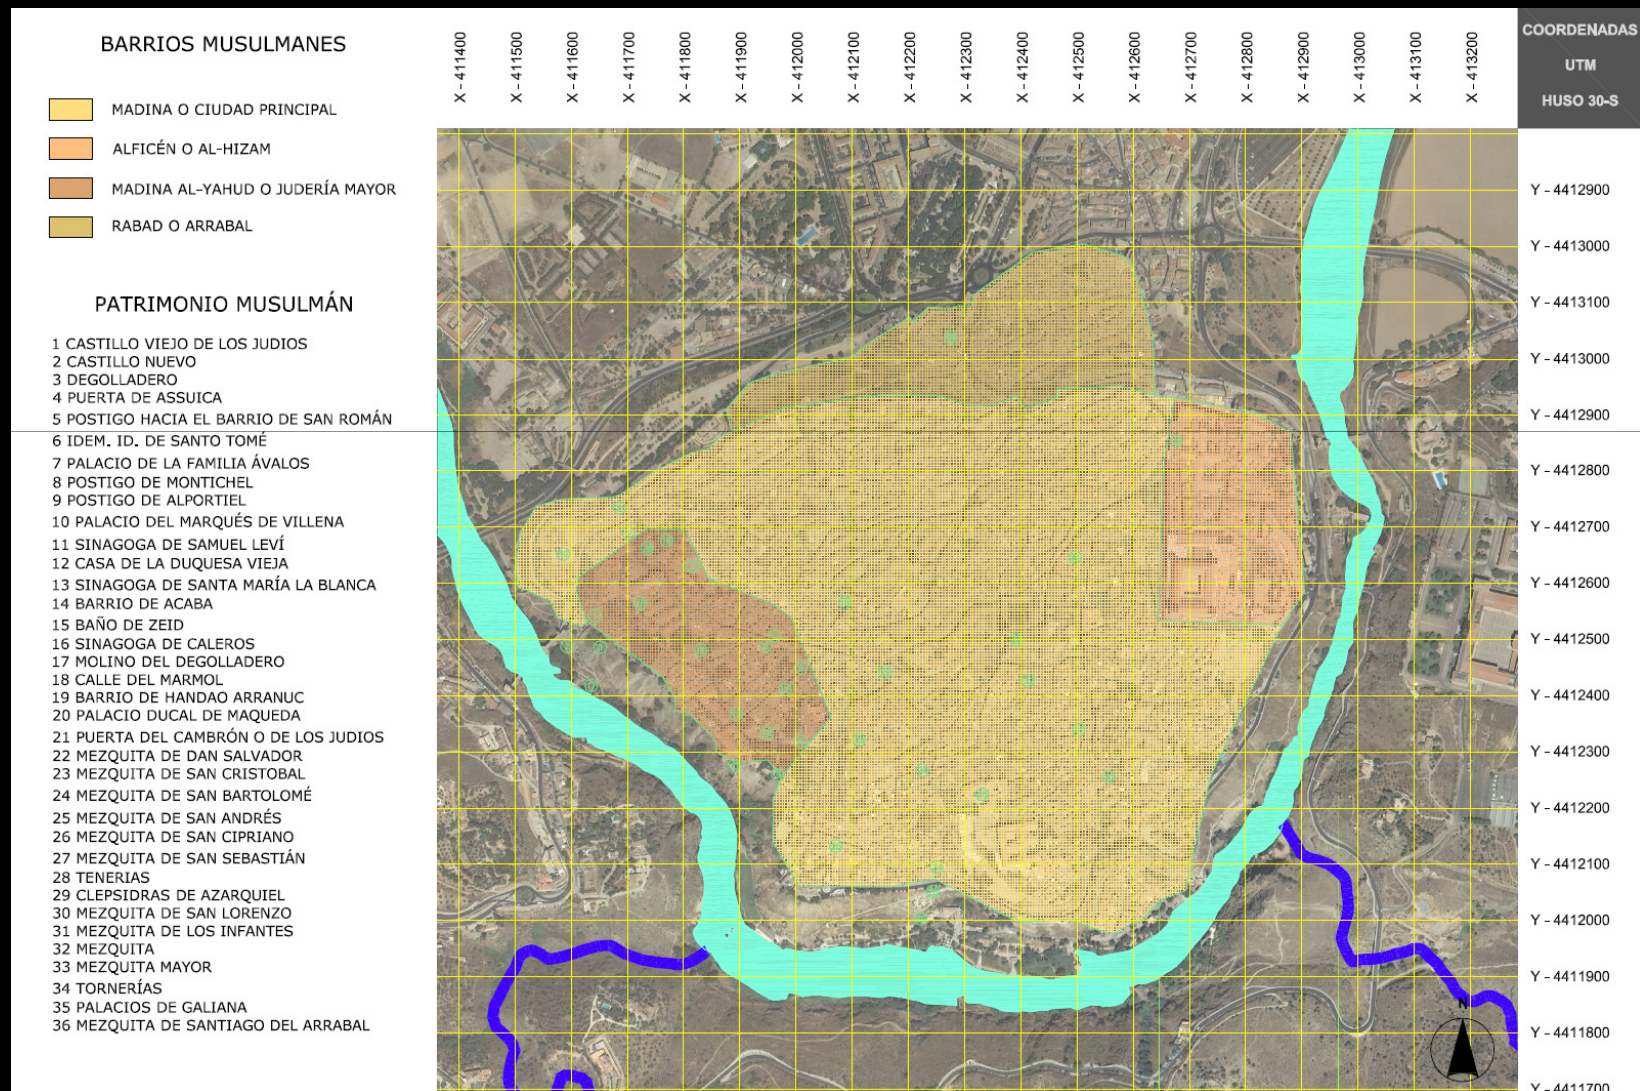 BARRIOS MUSULMANES
MADINA O CIUDAD PRINCIPAL
ALFICÉN O AL-HIZAM
MADINA AL-YAHUD O JUDERÍA MAYOR
RABAD O ARRABAL
PATRIMONIO MUSULMÁN
1 CASTILLO VIEJO DE LOS JUDIOS
2 CASTILLO NUEVO
3 DEGOLLADERO
4 PUERTA DE ASSUICA
5 POSTIGO HACIA EL BARRIO DE SAN ROMÁN
6 IDEM. ID. DE SANTO TOMÉ
7 PALACIO DE LA FAMILIA ÁVALOS
8 POSTIGO DE MONTICHEL
9 POSTIGO DE ALPORTIEL
10 PALACIO DEL MARQUÉS DE VILLENA
11 SINAGOGA DE SAMUEL LEVÍ
12 CASA DE LA DUQUESA VIEJA
13 SINAGOGA DE SANTA MARÍA LA BLANCA
14 BARRIO DE ACABA
15 BAÑO DE ZEID
16 SINAGOGA DE CALEROS
17 MOLINO DEL DEGOLLADERO
18 CALLE DEL MARMOL
19 BARRIO DE HANDAO ARRANUC
20 PALACIO DUCAL DE MAQUEDA
21 PUERTA DEL CAMBRÓN O DE LOS JUDIOS
22 MEZQUITA DE DAN SALVADOR
23 MEZQUITA DE SAN CRISTOBAL
24 MEZQUITA DE SAN BARTOLOMÉ
25 MEZQUITA DE SAN ANDRÉS
26 MEZQUITA DE SAN CIPRIANO
27 MEZQUITA DE SAN SEBASTIÁN
28 TENERIAS
29 CLEPSIDRAS DE AZARQUIEL
30 MEZQUITA DE SAN LORENZO
31 MEZQUITA DE LOS INFANTES
32 MEZQUITA
33 MEZQUITA MAYOR
34 TORNERÍAS
35 PALACIOS DE GALIANA
36 MEZQUITA DE SANTIAGO DEL ARRABAL
X - 411400
X - 411500
X - 411600
X - 411700
X - 411800
X - 411900
X - 412000
X - 412100
X - 412200
X - 412300
X - 412400
X - 412500
X - 412600
X - 412700
X - 412800
X - 412900
X - 413000
X - 413100
X - 413200
COORDENADAS
UTM
HUSO 30-S
Y - 4412900
Y - 4413000
Y - 4413100
Y - 4413000
Y - 4412900
Y - 4412800
Y - 4412700
Y - 4412600
Y - 4412500
Y - 4412400
Y - 4412300
Y - 4412200
Y - 4412100
Y - 4412000
Y - 4411900
Y - 4411800
Y - 4411700
N